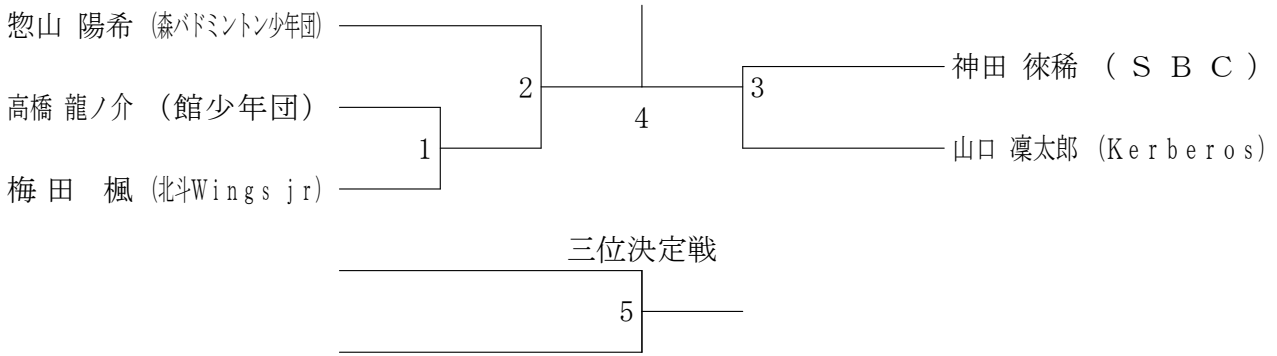 惣山 陽希 (森バドミントン少年団)
高橋 龍ノ介 (館少年団)
梅田 楓 (北斗Wings jr)
1
2
4
3
神田 徠稀 (SBC)
山口 凜太郎 (Kerberos)
三位決定戦
5